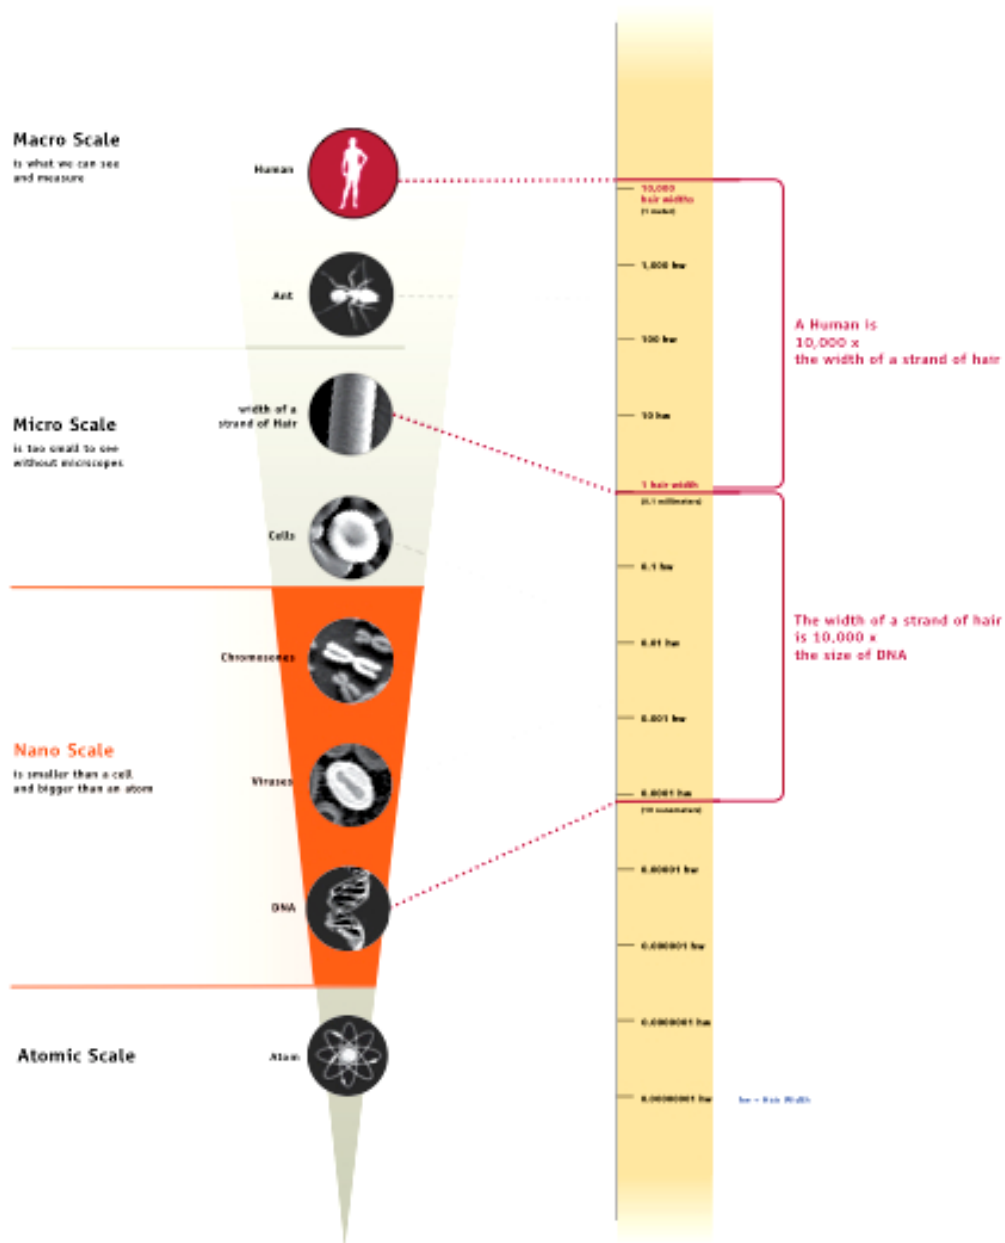 Macro Scale
is what we can see
and measure
Human
10,000
hair widths
(1 meter)
1,000 hw
Ant
A Human is
10,000 x
the width of a strand of hair
100 hw
width of a
strand of Hair
10 hw
Micro Scale
is too small to see
without microscopes
1 hair width
(0.1 millimeters)
Cells
0.1 hw
The width of a strand of hair
is 10,000 x
the size of DNA
0.01 hw
Chromosones
0.001 hw
Nano Scale
is smaller than a cell
and bigger than an atom
Viruses
0.0001 hw
(10 nanometers)
0.00001 hw
DNA
0.000001 hw
0.0000001 hw
Atomic Scale
Atom
0.00000001 hw
hw = Hair Width